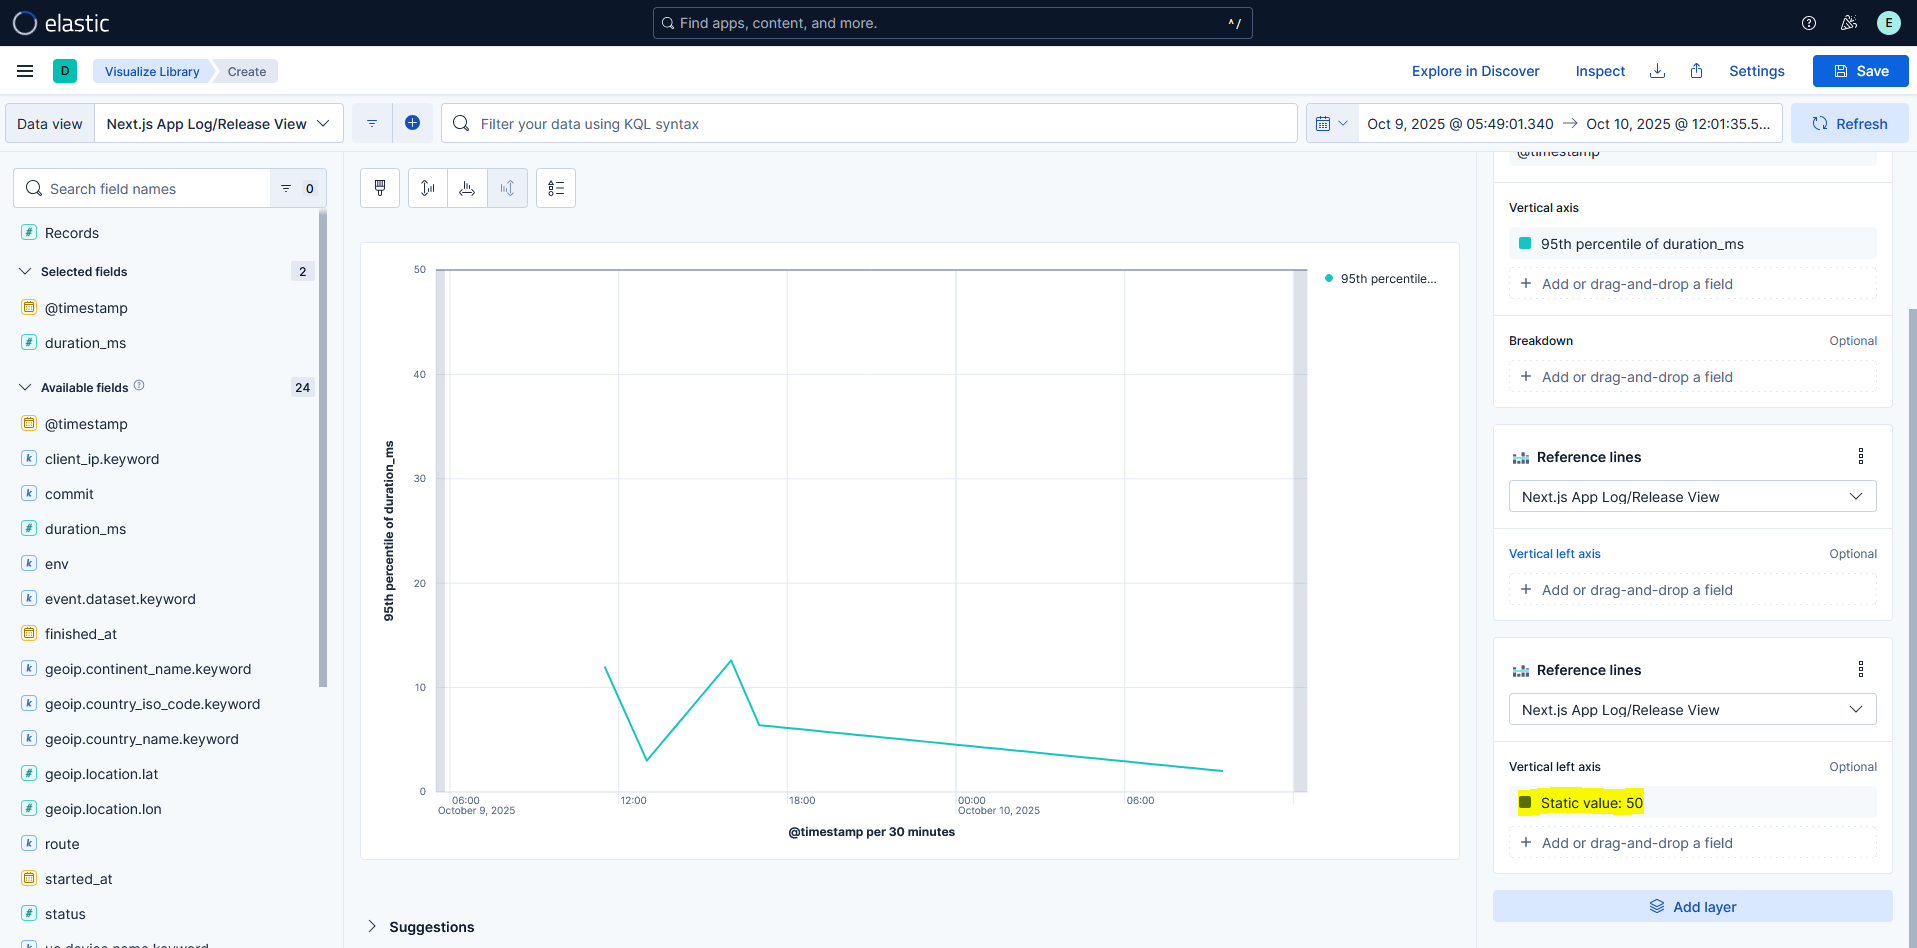 elastic
Find apps, content, and more.
^ /
E
D
Visualize Library
Create
Explore in Discover
Inspect
Settings
Save
Data view
Next.js App Log/Release View
Filter your data using KQL syntax
Oct 9, 2025 @ 05:49:01.340 → Oct 10, 2025 @ 12:01:35.5...
Refresh
Search field names
0
Records
Selected fields
2
@timestamp
duration_ms
Available fields
24
@timestamp
client_ip.keyword
commit
duration_ms
env
event.dataset.keyword
finished_at
geoip.continent_name.keyword
geoip.country_iso_code.keyword
geoip.country_name.keyword
geoip.location.lat
geoip.location.lon
route
started_at
status
ua.device.name.keyword
50
40
30
20
10
0
95th percentile of duration_ms
06:00
October 9, 2025
12:00
18:00
00:00
October 10, 2025
06:00
@timestamp per 30 minutes
95th percentile...
Suggestions
@timestamp
Vertical axis
95th percentile of duration_ms
Add or drag-and-drop a field
Breakdown
Optional
Add or drag-and-drop a field
Reference lines
Next.js App Log/Release View
Vertical left axis
Optional
Add or drag-and-drop a field
Reference lines
Next.js App Log/Release View
Vertical left axis
Optional
Static value: 50
Add or drag-and-drop a field
Add layer